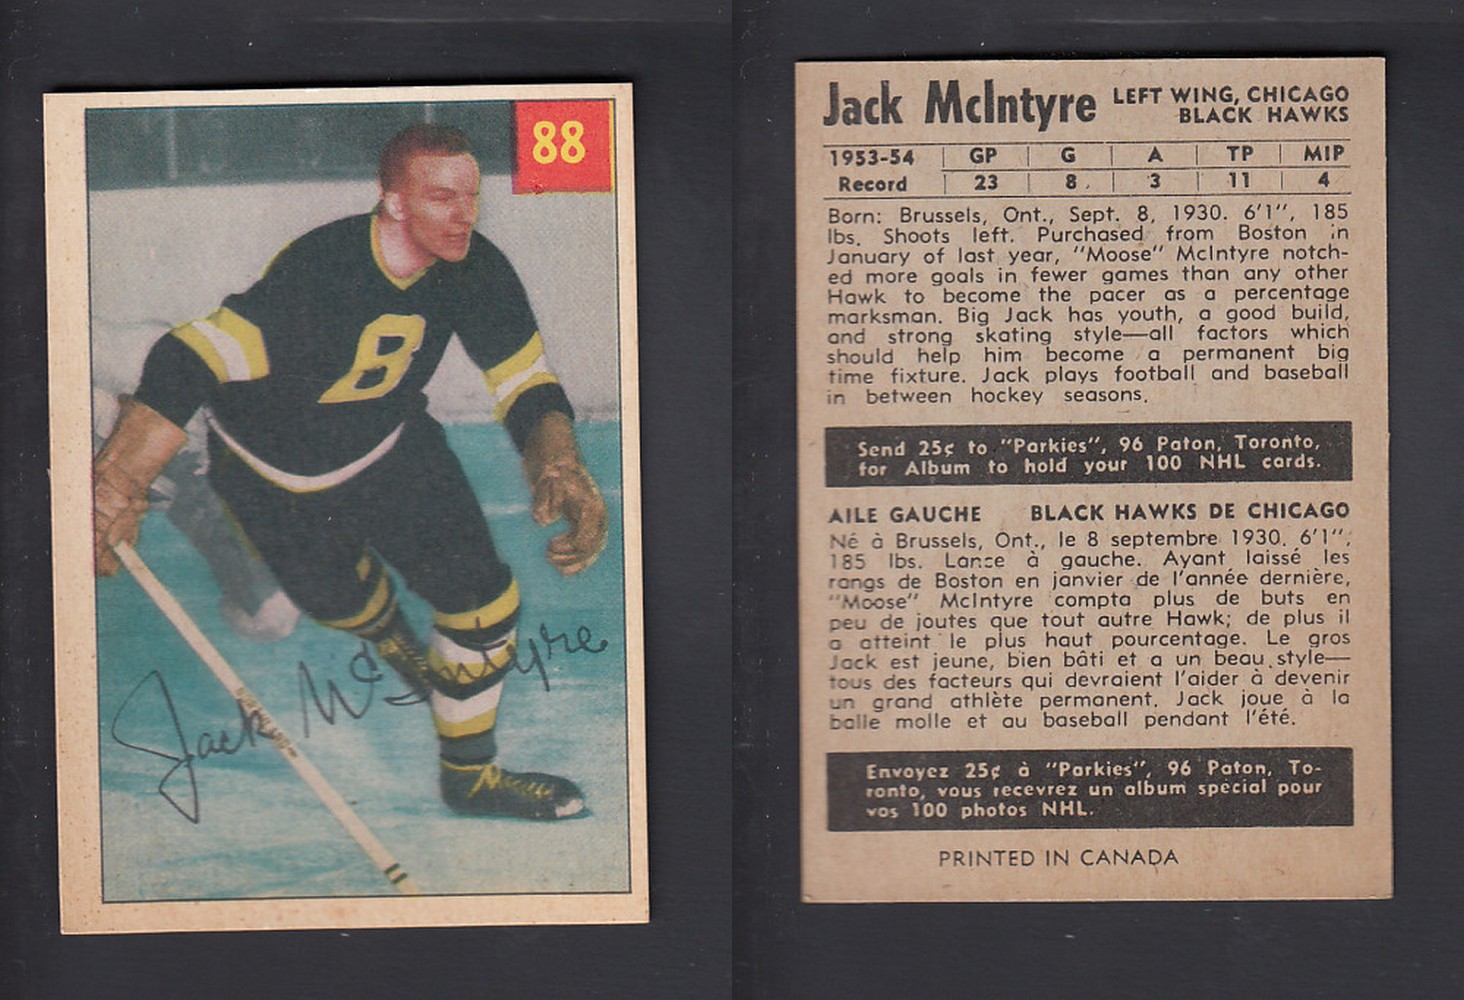 88
B
Jack McIntyre
Jack McIntyre LEFT WING, CHICAGO
BLACK HAWKS
1953-54 | GP | G | A | TP | MIP
Record | 23 | 8 | 3 | 11 | 4
Born: Brussels, Ont., Sept. 8, 1930. 6'1", 185
lbs. Shoots left. Purchased from Boston in
January of last year, "Moose" McIntyre notch-
ed more goals in fewer games than any other
Hawk to become the pacer as a percentage
marksman. Big Jack has youth, a good build,
and strong skating style—all factors which
should help him become a permanent big
time fixture. Jack plays football and baseball
in between hockey seasons.
Send 25¢ to "Parkies", 96 Paton, Toronto,
for Album to hold your 100 NHL cards.
AILE GAUCHE BLACK HAWKS DE CHICAGO
Né à Brussels, Ont., le 8 septembre 1930. 6'1",
185 lbs. Lance à gauche. Ayant laissé les
rangs de Boston en janvier de l'année dernière,
"Moose" McIntyre compta plus de buts en
peu de joutes que tout autre Hawk; de plus il
a atteint le plus haut pourcentage. Le gros
Jack est jeune, bien bâti et a un beau style—
tous des facteurs qui devraient l'aider à devenir
un grand athlète permanent. Jack joue à la
balle molle et au baseball pendant l'été.
Envoyez 25¢ à "Parkies", 96 Paton, To-
ronto, vous recevrez un album special pour
vos 100 photos NHL.
PRINTED IN CANADA